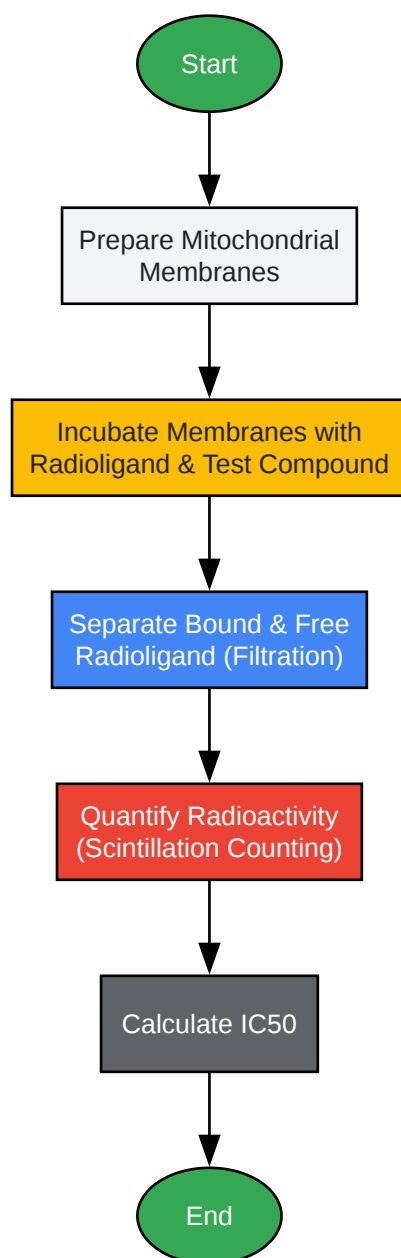 Start
Prepare Mitochondrial
Membranes
Incubate Membranes with
Radioligand & Test Compound
Separate Bound & Free
Radioligand (Filtration)
Quantify Radioactivity
(Scintillation Counting)
Calculate IC50
End